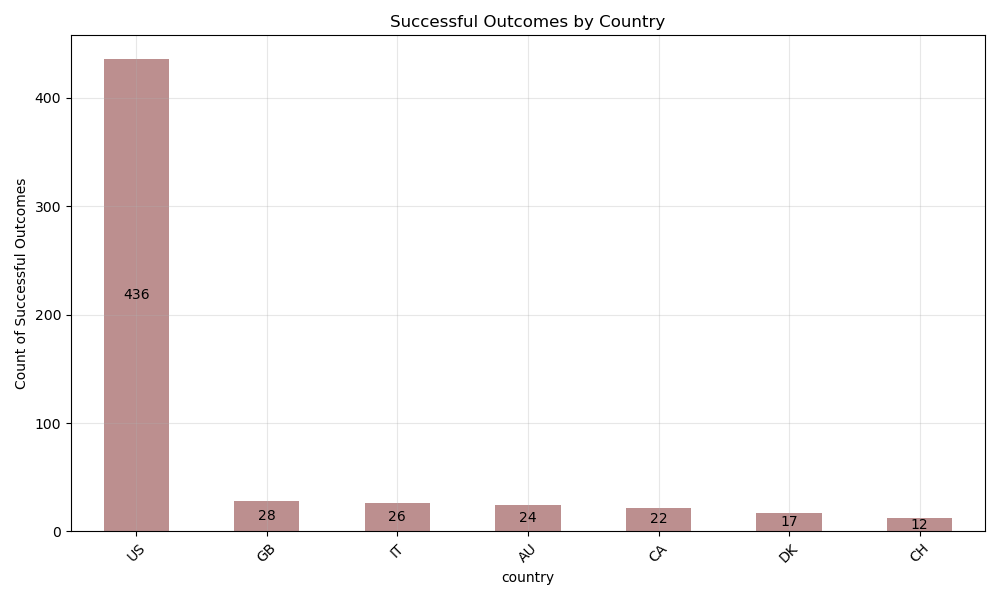 Successful Outcomes by Country
Count of Successful Outcomes
400
300
200
100
0
436
28
26
24
22
17
12
US
GB
IT
AU
CA
DK
CH
country